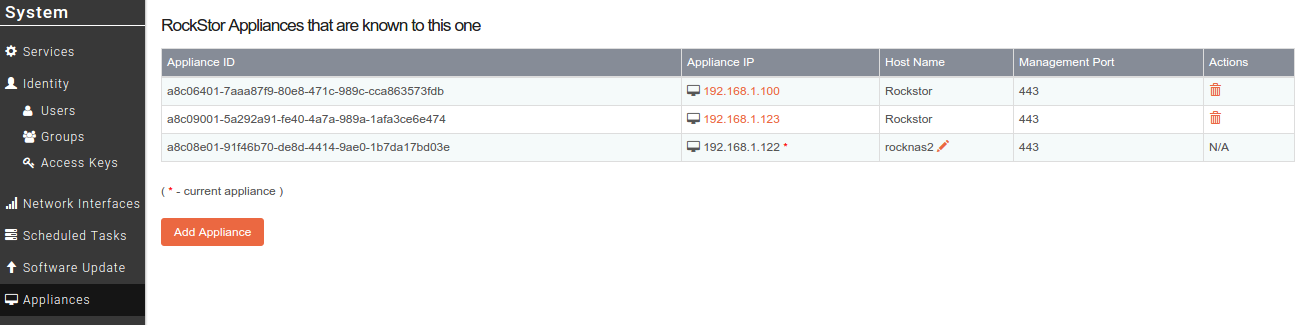 System
Services
Identity
Users
Groups
Access Keys
Network Interfaces
Scheduled Tasks
Software Update
Appliances
RockStor Appliances that are known to this one
Appliance ID Appliance IP Host Name Management Port Actions
a8c06401-7aaa87f9-80e8-471c-989c-cca863573fdb 192.168.1.100 Rockstor 443
a8c09001-5a292a91-fe40-4a7a-989a-1afa3ce6e474 192.168.1.123 Rockstor 443
a8c08e01-91f46b70-de8d-4414-9ae0-1b7da17bd03e 192.168.1.122 * rocknas2 443 N/A
( * - current appliance )
Add Appliance